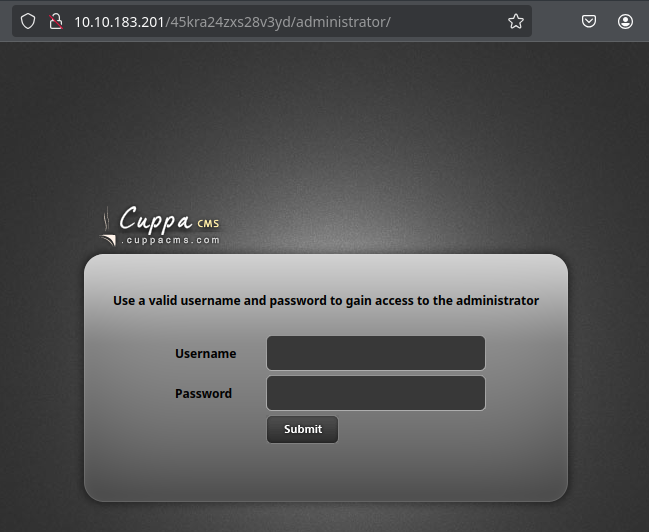 10.10.183.201/45kra24zxs28v3yd/administrator/
Cuppa CMS
.cuppacms.com
Use a valid username and password to gain access to the administrator
Username
Password
Submit